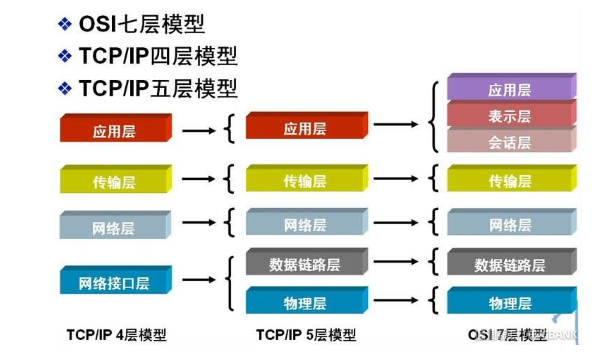 ❖ OSI七层模型
❖ TCP/IP四层模型
❖ TCP/IP五层模型
应用层
表示层
会话层
应用层 应用层
传输层 传输层 传输层
网络层 网络层 网络层
数据链路层 数据链路层
网络接口层
物理层 物理层
TCP/IP 4层模型 TCP/IP 5层模型 OSI 7层模型